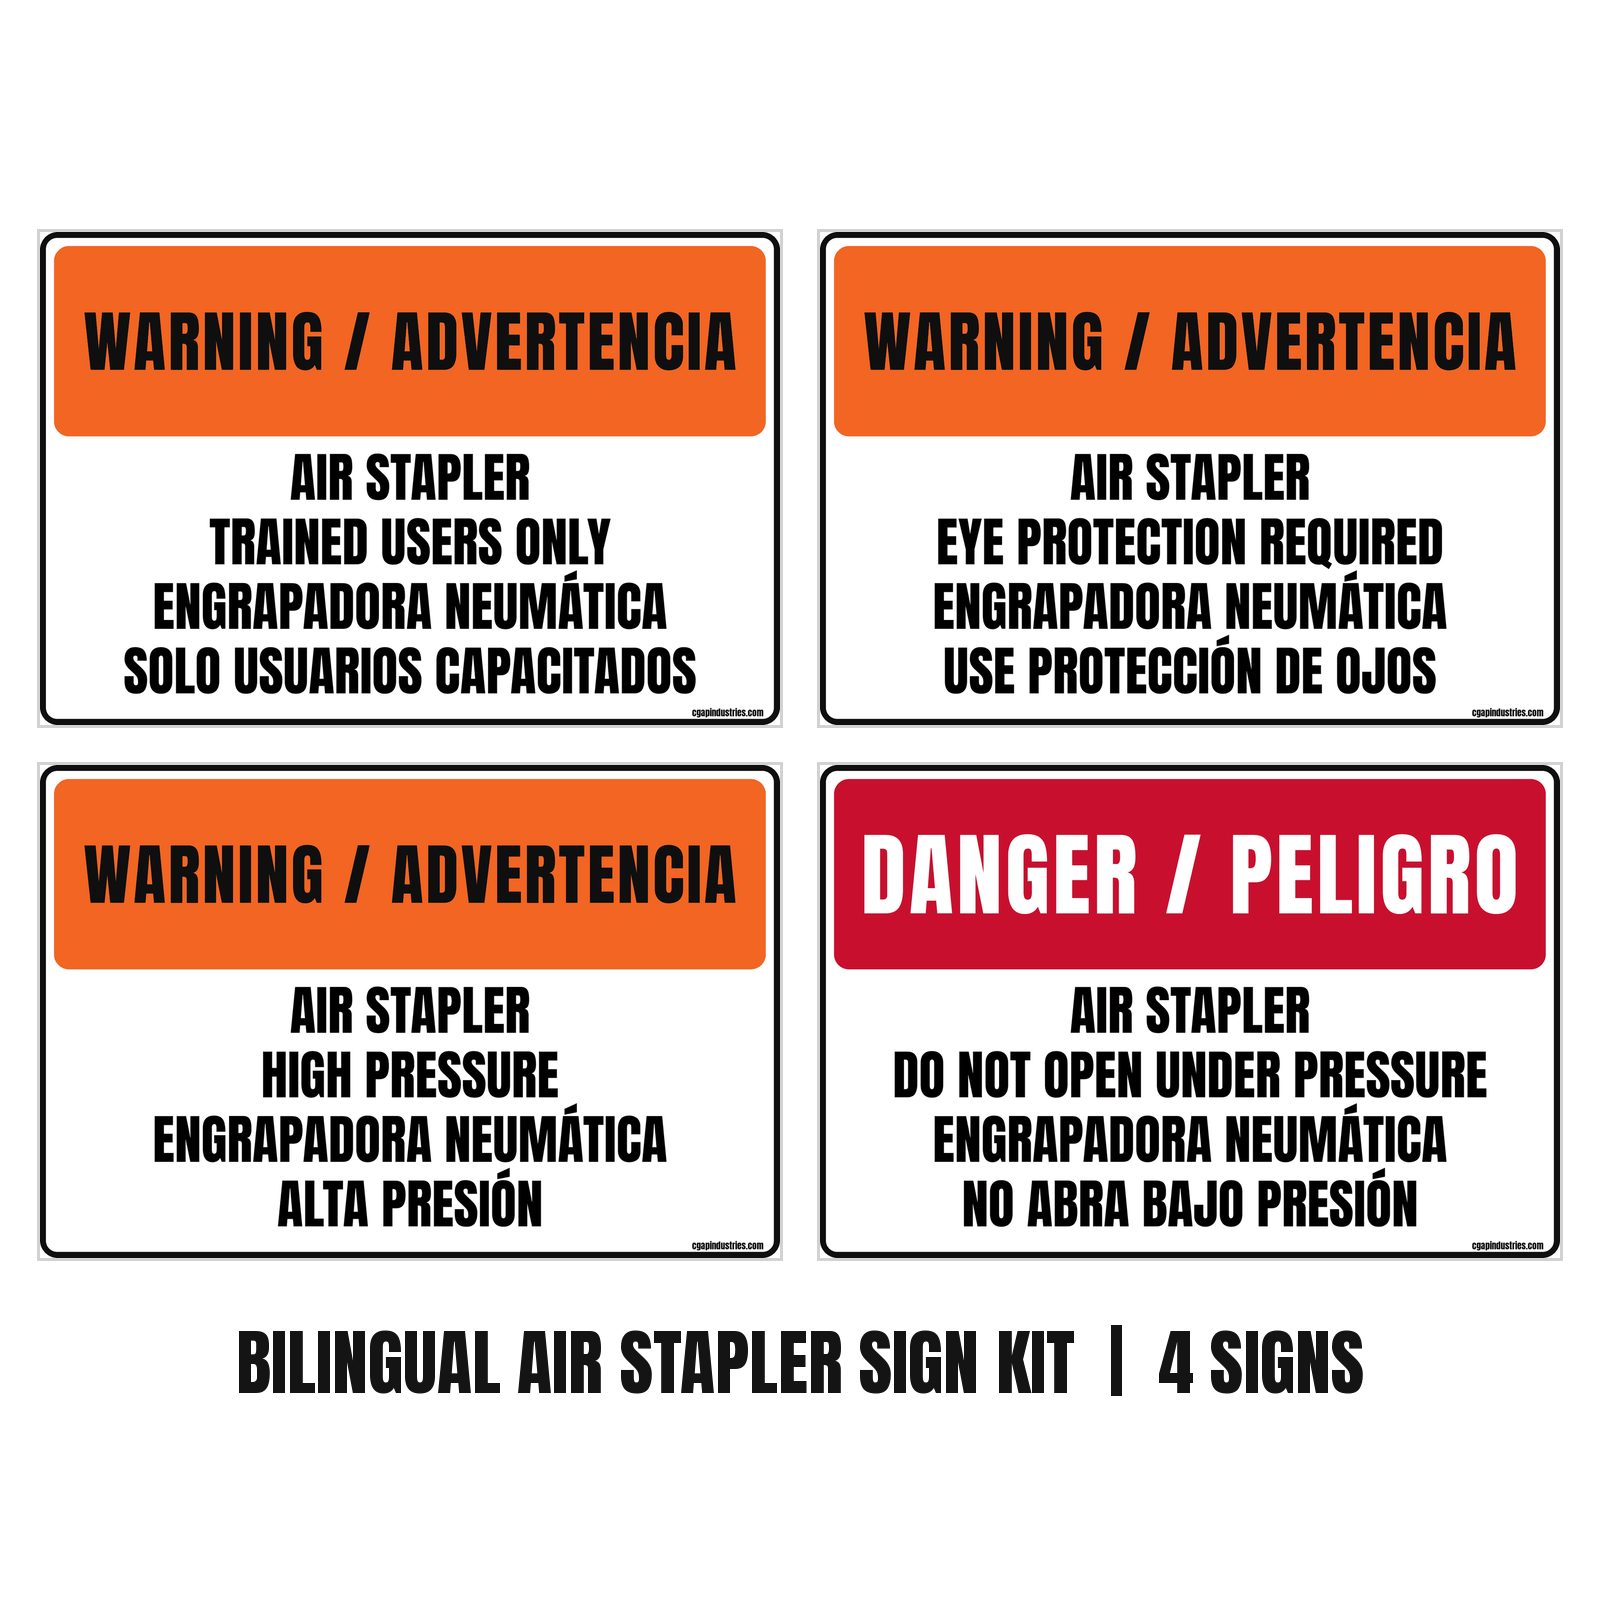 WARNING / ADVERTENCIA
AIR STAPLER
TRAINED USERS ONLY
ENGRAPADORA NEUMÁTICA
SOLO USUARIOS CAPACITADOS
cgapindustries.com
WARNING / ADVERTENCIA
AIR STAPLER
EYE PROTECTION REQUIRED
ENGRAPADORA NEUMÁTICA
USE PROTECCIÓN DE OJOS
cgapindustries.com
WARNING / ADVERTENCIA
AIR STAPLER
HIGH PRESSURE
ENGRAPADORA NEUMÁTICA
ALTA PRESIÓN
cgapindustries.com
DANGER / PELIGRO
AIR STAPLER
DO NOT OPEN UNDER PRESSURE
ENGRAPADORA NEUMÁTICA
NO ABRA BAJO PRESIÓN
cgapindustries.com
BILINGUAL AIR STAPLER SIGN KIT | 4 SIGNS